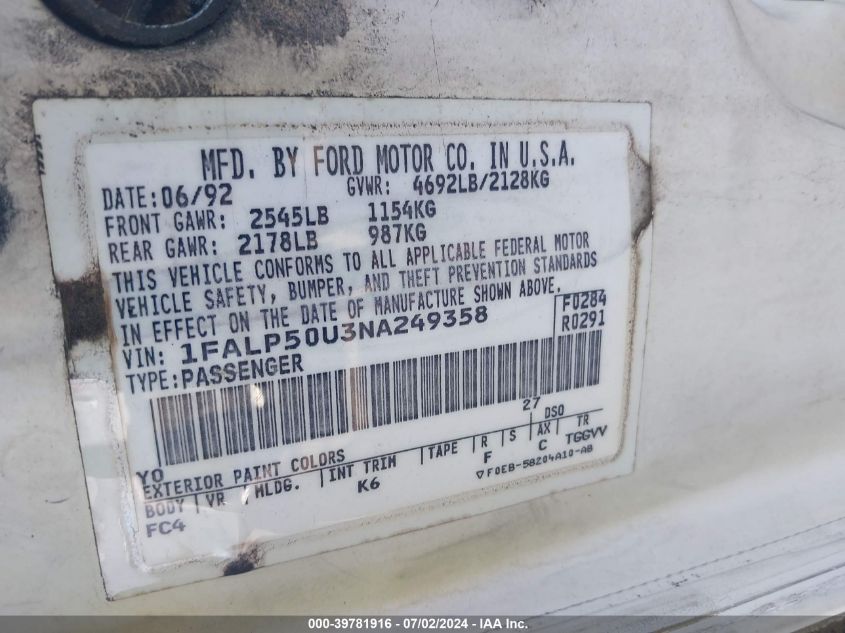 MFD. BY FORD MOTOR CO. IN U.S.A.
DATE: 06/92 GVWR: 4692LB/2128KG
FRONT GAWR: 2545LB 1154KG
REAR GAWR: 2178LB 987KG
THIS VEHICLE CONFORMS TO ALL APPLICABLE FEDERAL MOTOR
VEHICLE SAFETY, BUMPER, AND THEFT PREVENTION STANDARDS
IN EFFECT ON THE DATE OF MANUFACTURE SHOWN ABOVE.
VIN: 1FALP50U3NA249358 F0284
TYPE: PASSENGER R0291
27
YO DSO
EXTERIOR PAINT COLORS
BODY VR MLDG. INT TRIM TAPE R S AX TR
FC4 K6 F C TGGVV
▽F0EB-58204A10-AB
000-39781916 - 07/02/2024 - IAA Inc.